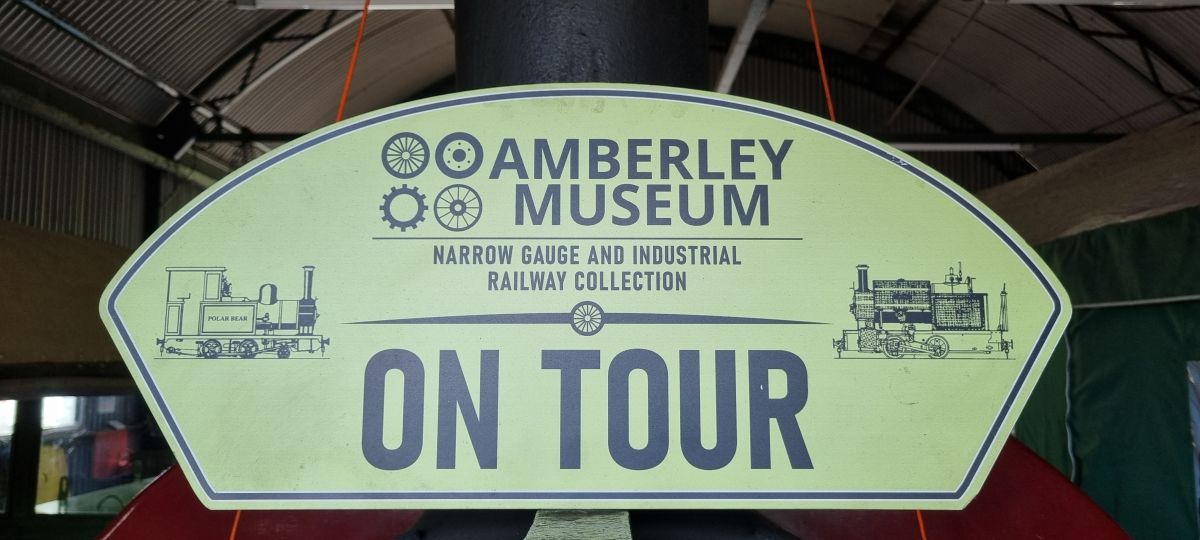 AMBERLEY
MUSEUM
NARROW GAUGE AND INDUSTRIAL
RAILWAY COLLECTION
POLAR BEAR
ON TOUR